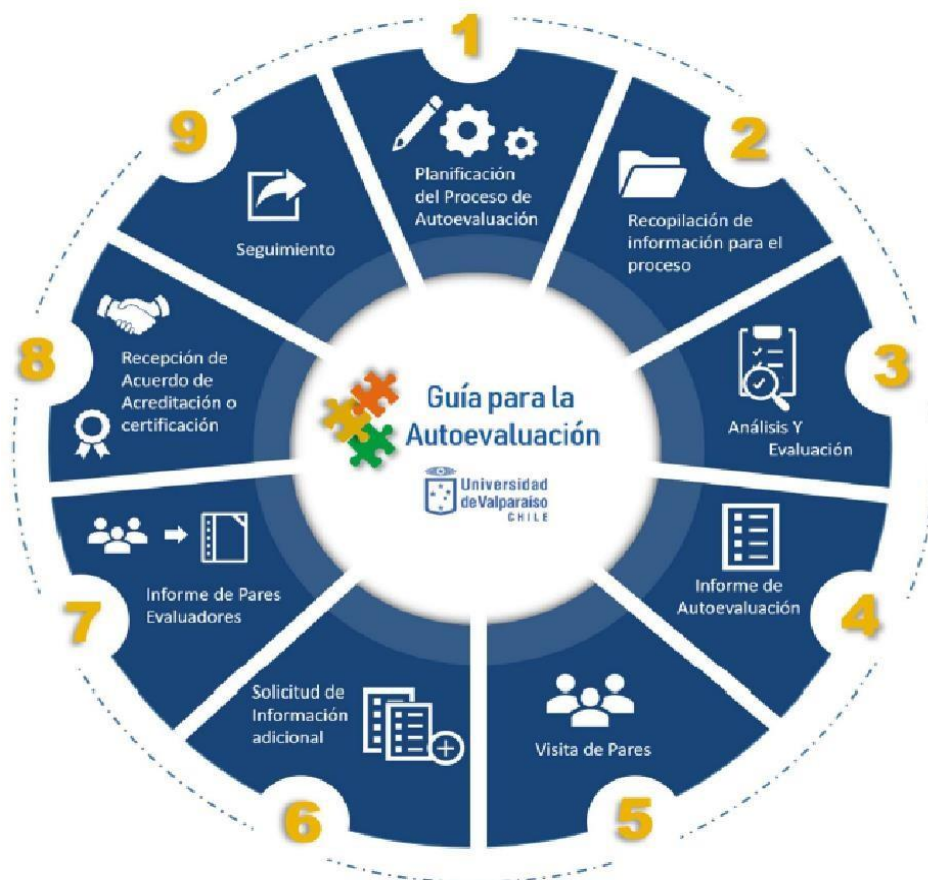 1
Planificación
del Proceso de
Autoevaluación
2
Recopilación de
información para el
proceso
3
Análisis Y
Evaluación
4
Informe de
Autoevaluación
5
Visita de Pares
6
Solicitud de
Información
adicional
7
Informe de Pares
Evaluadores
8
Recepción de
Acuerdo de
Acreditación o
certificación
9
Seguimiento
Guía para la
Autoevaluación
Universidad
de Valparaíso
CHILE